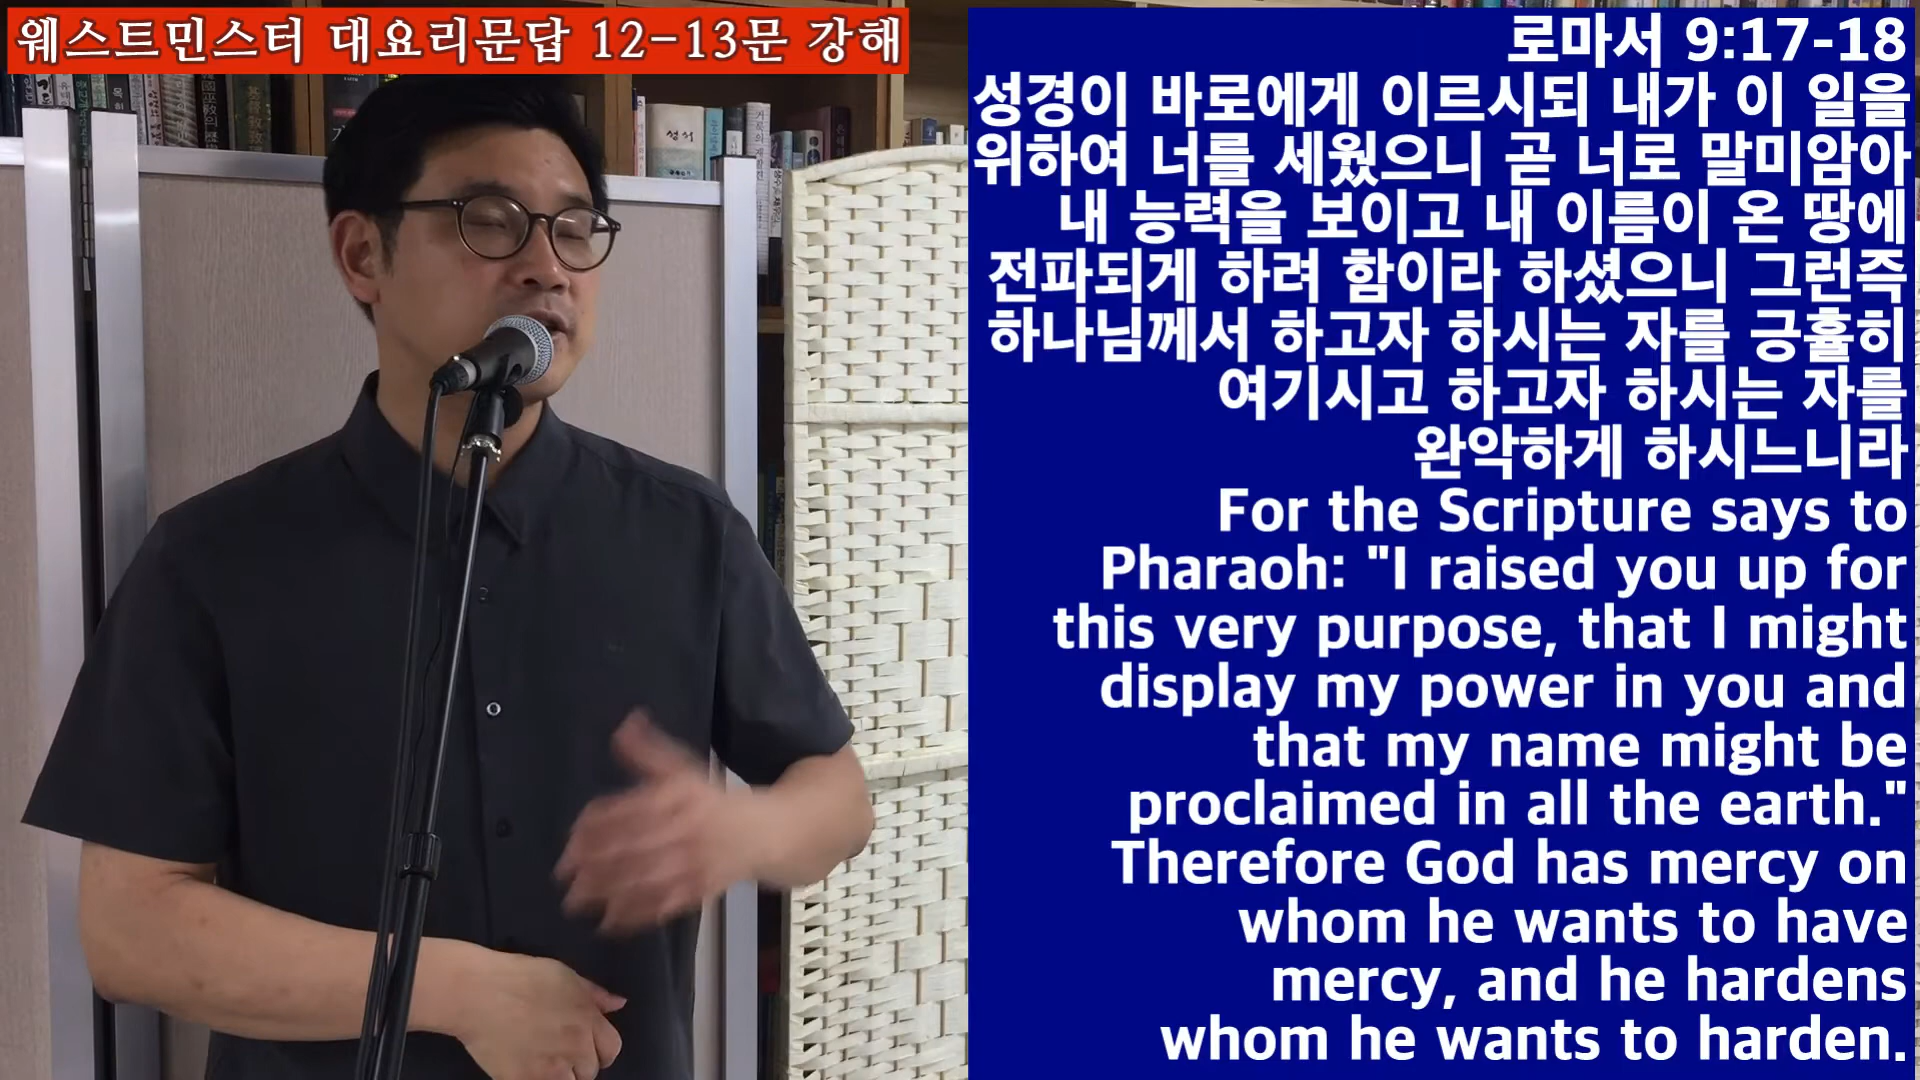 웨스트민스터 대요리문답 12-13문 강해
로마서 9:17-18
성경이 바로에게 이르시되 내가 이 일을
위하여 너를 세웠으니 곧 너로 말미암아
내 능력을 보이고 내 이름이 온 땅에
전파되게 하려 함이라 하셨으니 그런즉
하나님께서 하고자 하시는 자를 긍휼히
여기시고 하고자 하시는 자를
완악하게 하시느니라
For the Scripture says to
Pharaoh: "I raised you up for
this very purpose, that I might
display my power in you and
that my name might be
proclaimed in all the earth."
Therefore God has mercy on
whom he wants to have
mercy, and he hardens
whom he wants to harden.
성서